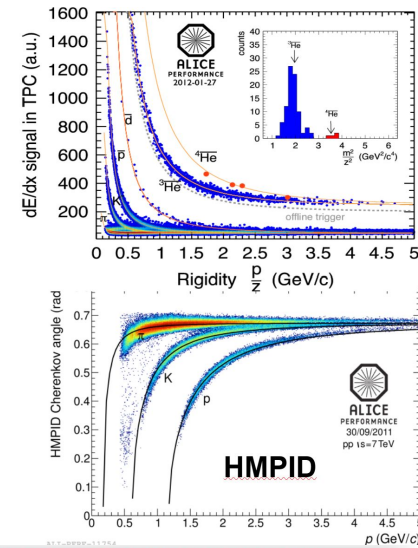 1600
1400
1200
1000
800
600
400
200
dE/dx signal in TPC (a.u.)
ALICE
PERFORMANCE
2012-01-27
counts
40
35
30
25
20
15
10
5
0
³He
⁴He
1 2 3 4 5 6
m²/z² (GeV²/c⁴)
d
p
K
π
³He
⁴He
offline trigger
0 0.5 1 1.5 2 2.5 3 3.5 4 4.5 5
Rigidity p/z (GeV/c)
HMPID Cherenkov angle (rad
0.7
0.6
0.5
0.4
0.3
0.2
0.1
0
π
K
p
ALICE
PERFORMANCE
30/09/2011
pp √s=7TeV
HMPID
0 0.5 1 1.5 2 2.5 3 3.5 4 4.5 5
p (GeV/c)